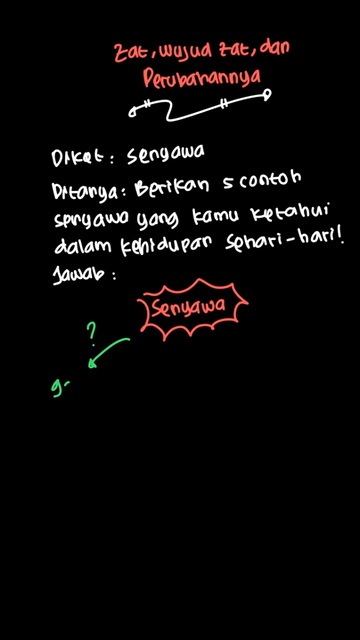 Zat, wujud zat, dan
Perubahannya
Diket : senyawa
Ditanya : Berikan 5 contoh
senyawa yang kamu ketahui
dalam kehidupan sehari-hari!
Jawab :
Senyawa
?
g-